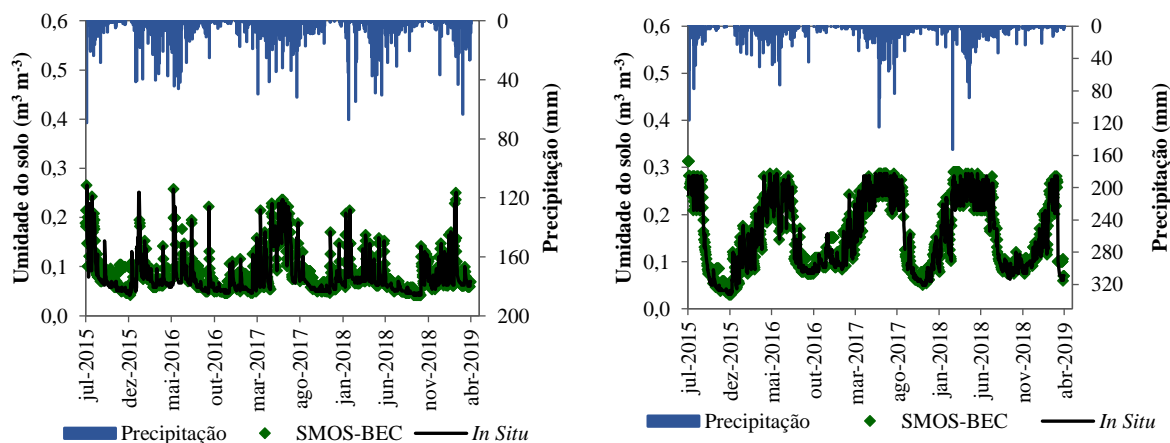 0,6
0,5
0,4
0,3
0,2
0,1
0,0
Umidade do solo (m³ m⁻³)
0
40
80
120
160
200
Precipitação (mm)
jul-2015
dez-2015
mai-2016
out-2016
mar-2017
ago-2017
jan-2018
jun-2018
nov-2018
abr-2019
Precipitação
SMOS-BEC
In Situ
0,6
0,5
0,4
0,3
0,2
0,1
0,0
Umidade do solo (m³ m⁻³)
0
40
80
120
160
200
240
280
320
Precipitação (mm)
jul-2015
dez-2015
mai-2016
out-2016
mar-2017
ago-2017
jan-2018
jun-2018
nov-2018
abr-2019
Precipitação
SMOS-BEC
In Situ